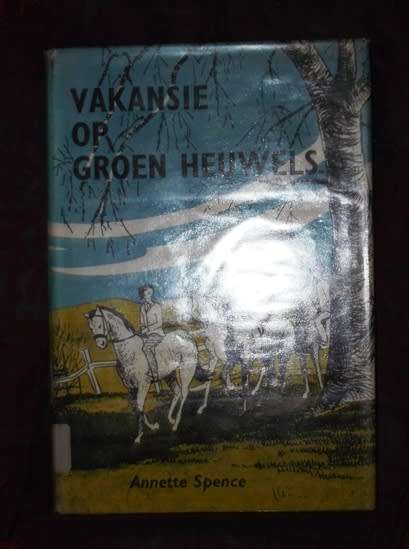 VAKANSIE
OP
GROEN HEUWELS
Annette Spence